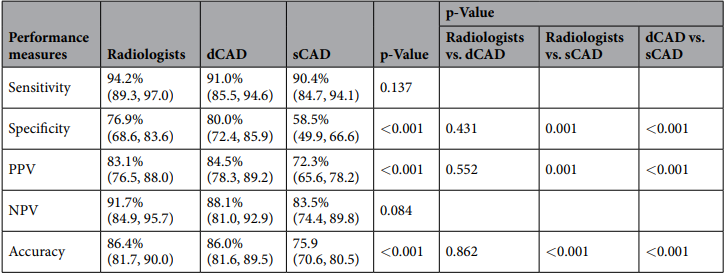 p-Value
Performance measures Radiologists dCAD sCAD p-Value Radiologists vs. dCAD Radiologists vs. sCAD dCAD vs. sCAD
Sensitivity 94.2% (89.3, 97.0) 91.0% (85.5, 94.6) 90.4% (84.7, 94.1) 0.137
Specificity 76.9% (68.6, 83.6) 80.0% (72.4, 85.9) 58.5% (49.9, 66.6) <0.001 0.431 0.001 <0.001
PPV 83.1% (76.5, 88.0) 84.5% (78.3, 89.2) 72.3% (65.6, 78.2) <0.001 0.552 0.001 <0.001
NPV 91.7% (84.9, 95.7) 88.1% (81.0, 92.9) 83.5% (74.4, 89.8) 0.084
Accuracy 86.4% (81.7, 90.0) 86.0% (81.6, 89.5) 75.9 (70.6, 80.5) <0.001 0.862 <0.001 <0.001